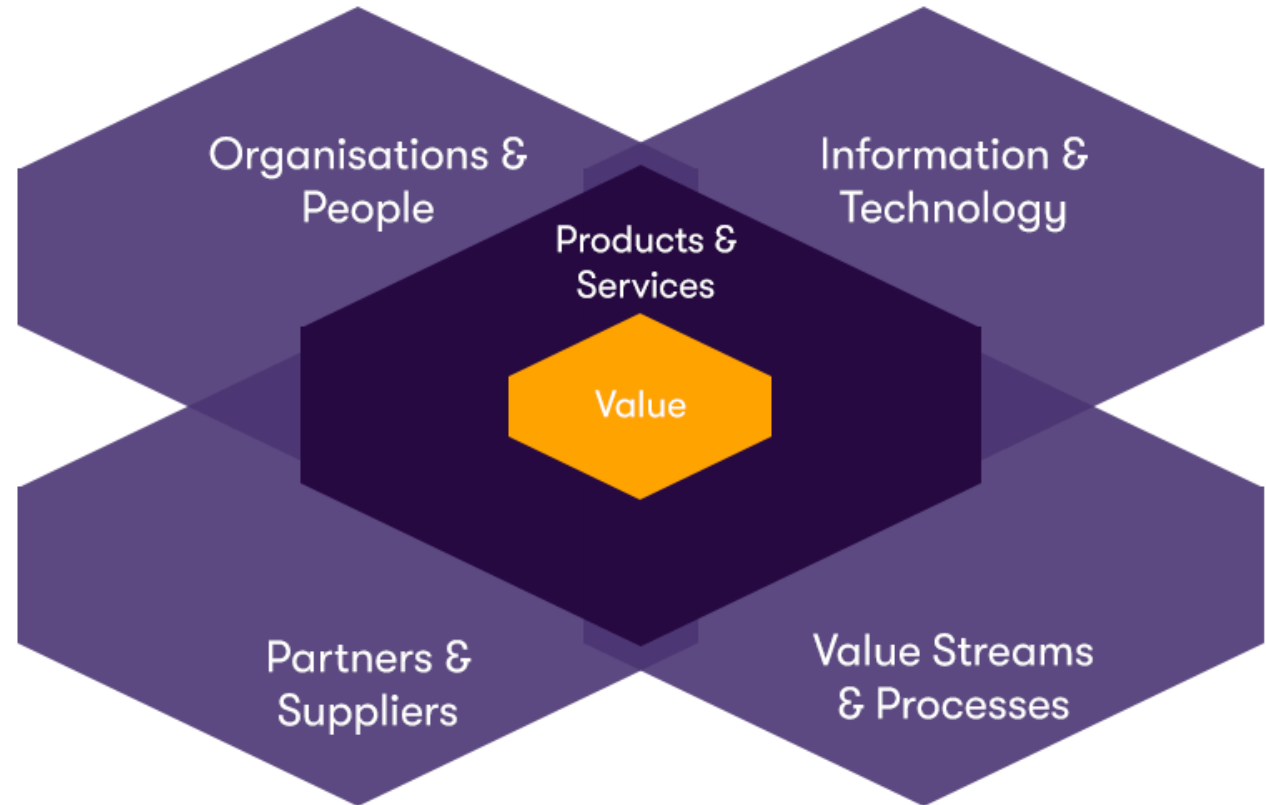 Organisations &
People
Information &
Technology
Products &
Services
Value
Partners &
Suppliers
Value Streams
& Processes